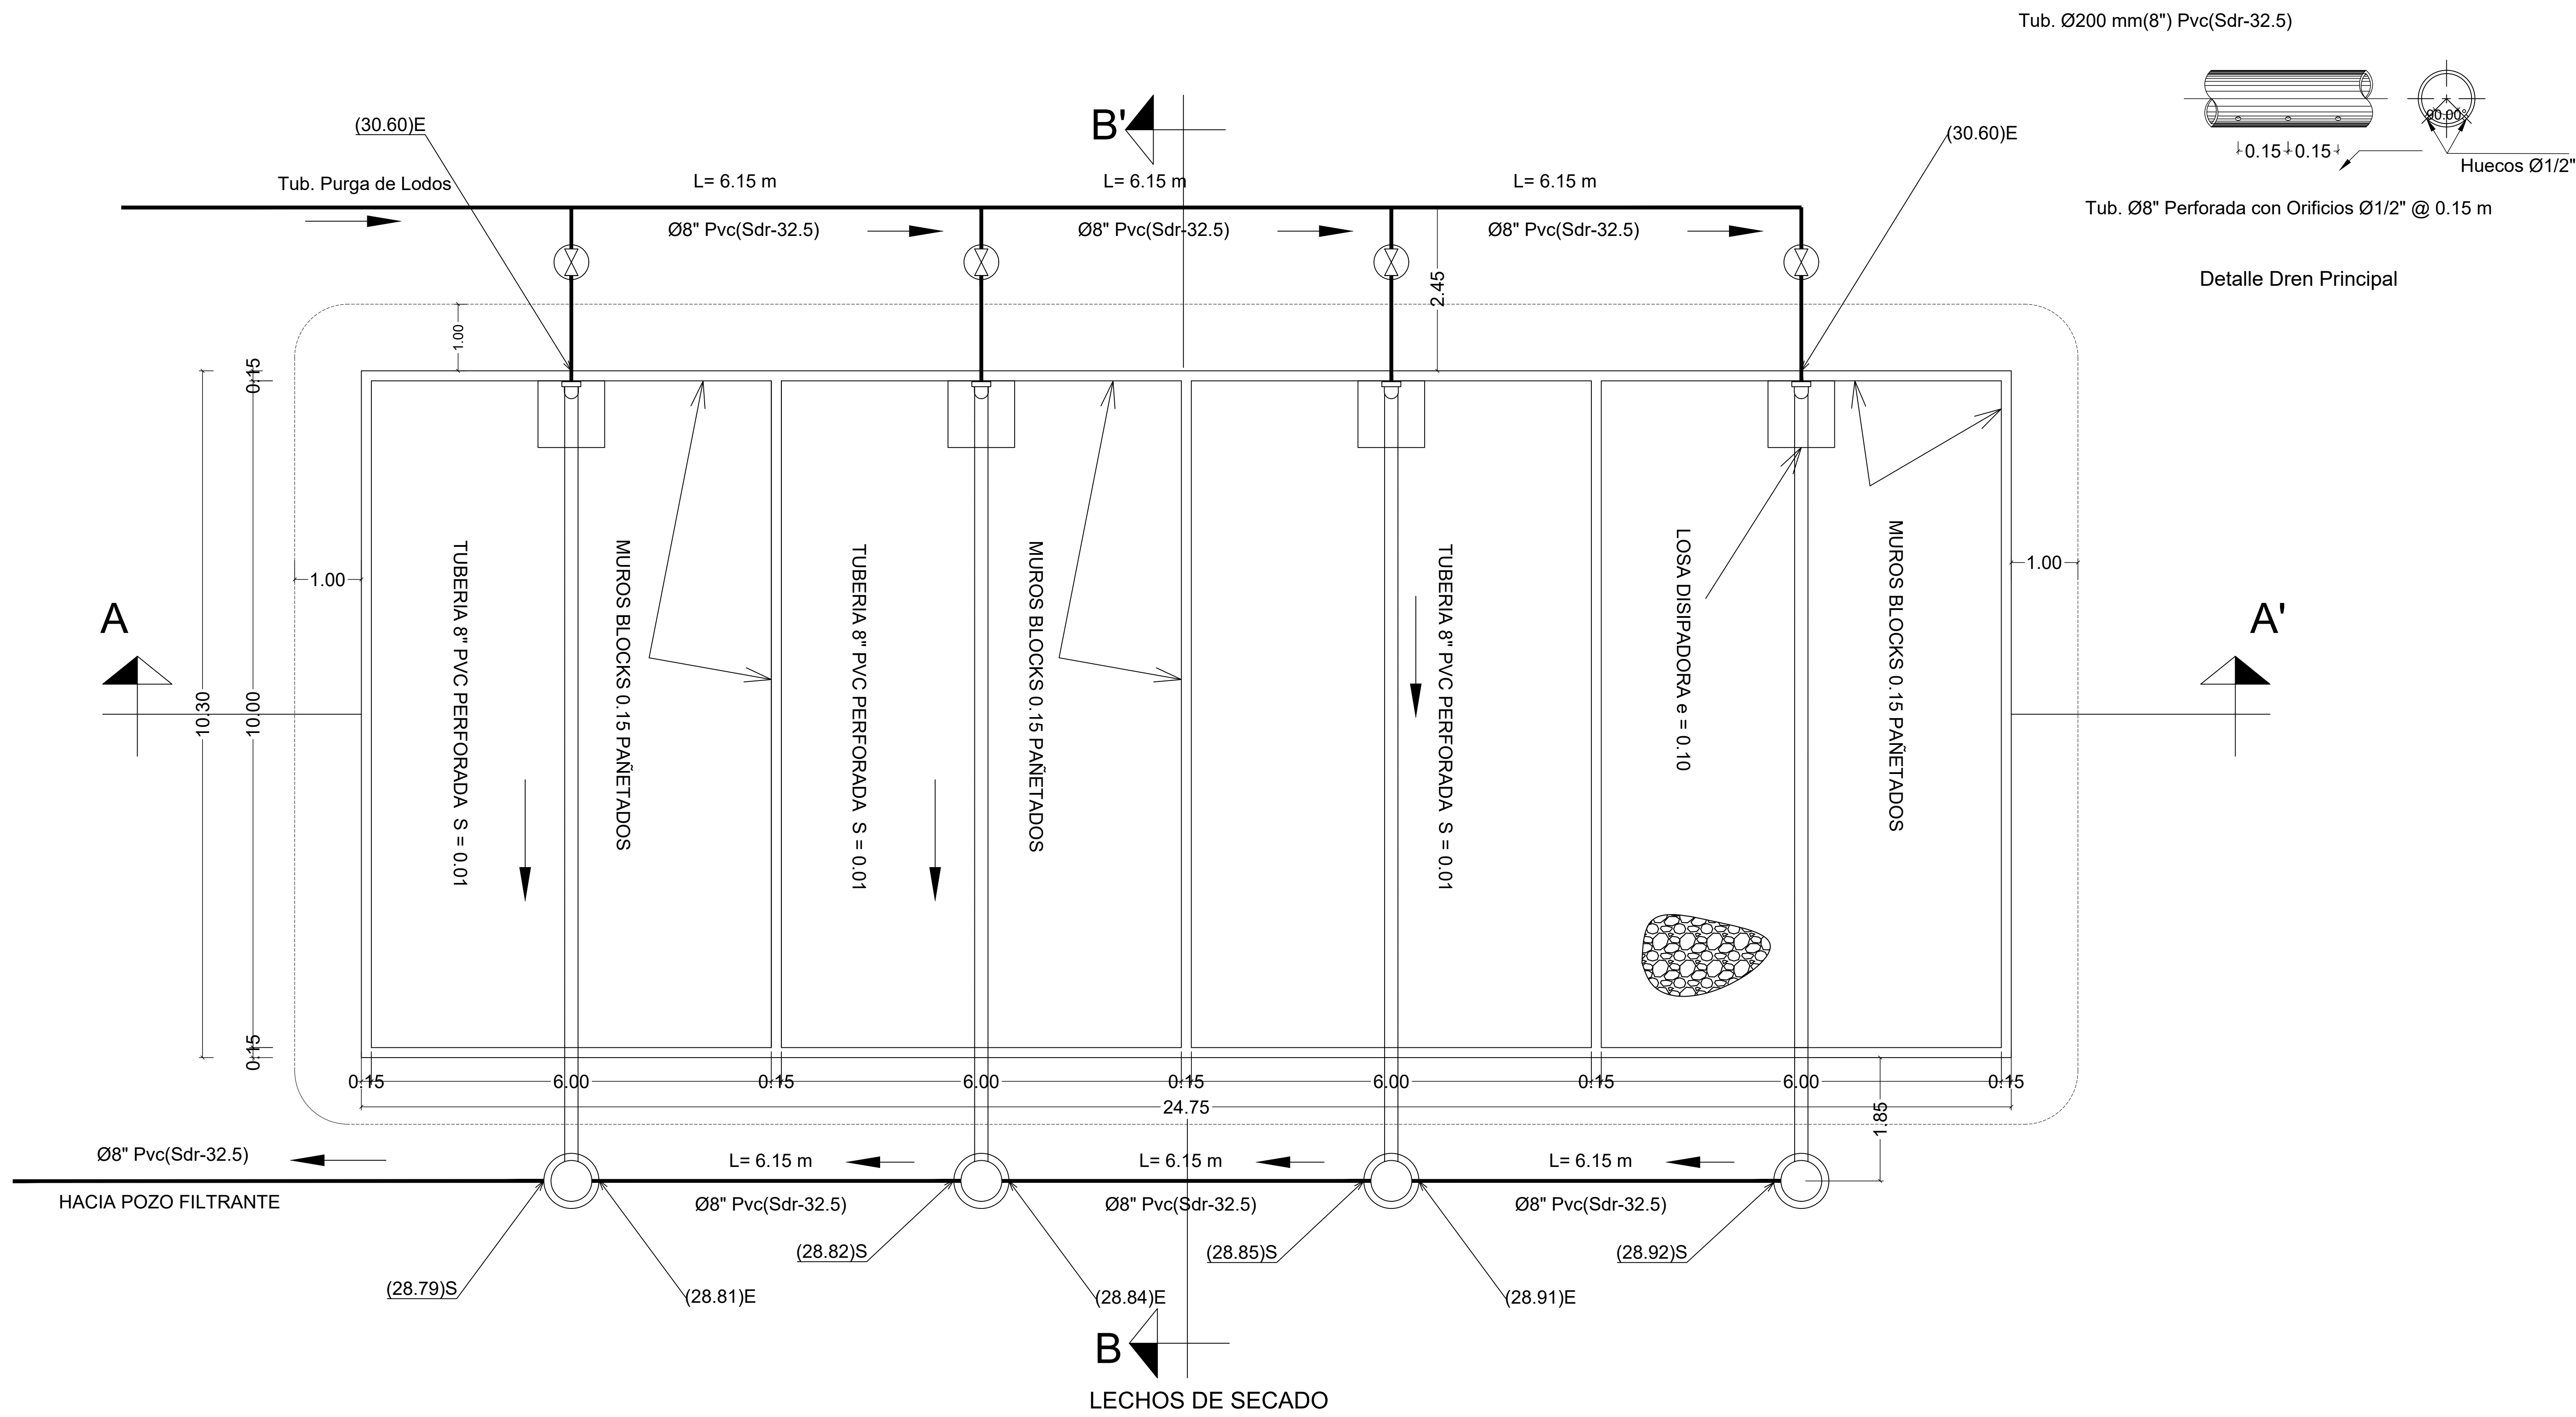 Tub. Ø200 mm(8") Pvc(Sdr-32.5)
90.00°
0.15 0.15
Huecos Ø1/2"
Tub. Ø8" Perforada con Orificios Ø1/2" @ 0.15 m
Detalle Dren Principal
B'
(30.60)E
(30.60)E
Tub. Purga de Lodos
L= 6.15 m
L= 6.15 m
L= 6.15 m
Ø8" Pvc(Sdr-32.5)
Ø8" Pvc(Sdr-32.5)
Ø8" Pvc(Sdr-32.5)
2.45
1.00
0.15
10.30
10.00
0.15
1.00
1.00
A
A'
TUBERIA 8" PVC PERFORADA S = 0.01
MUROS BLOCKS 0.15 PAÑETADOS
TUBERIA 8" PVC PERFORADA S = 0.01
MUROS BLOCKS 0.15 PAÑETADOS
TUBERIA 8" PVC PERFORADA S = 0.01
LOSA DISIPADORA e = 0.10
MUROS BLOCKS 0.15 PAÑETADOS
0.15 6.00 0.15 6.00 0.15 6.00 0.15 6.00 0.15
24.75
1.85
Ø8" Pvc(Sdr-32.5)
L= 6.15 m
L= 6.15 m
L= 6.15 m
HACIA POZO FILTRANTE
Ø8" Pvc(Sdr-32.5)
Ø8" Pvc(Sdr-32.5)
Ø8" Pvc(Sdr-32.5)
(28.79)S
(28.81)E
(28.82)S
(28.84)E
(28.85)S
(28.91)E
(28.92)S
B
LECHOS DE SECADO